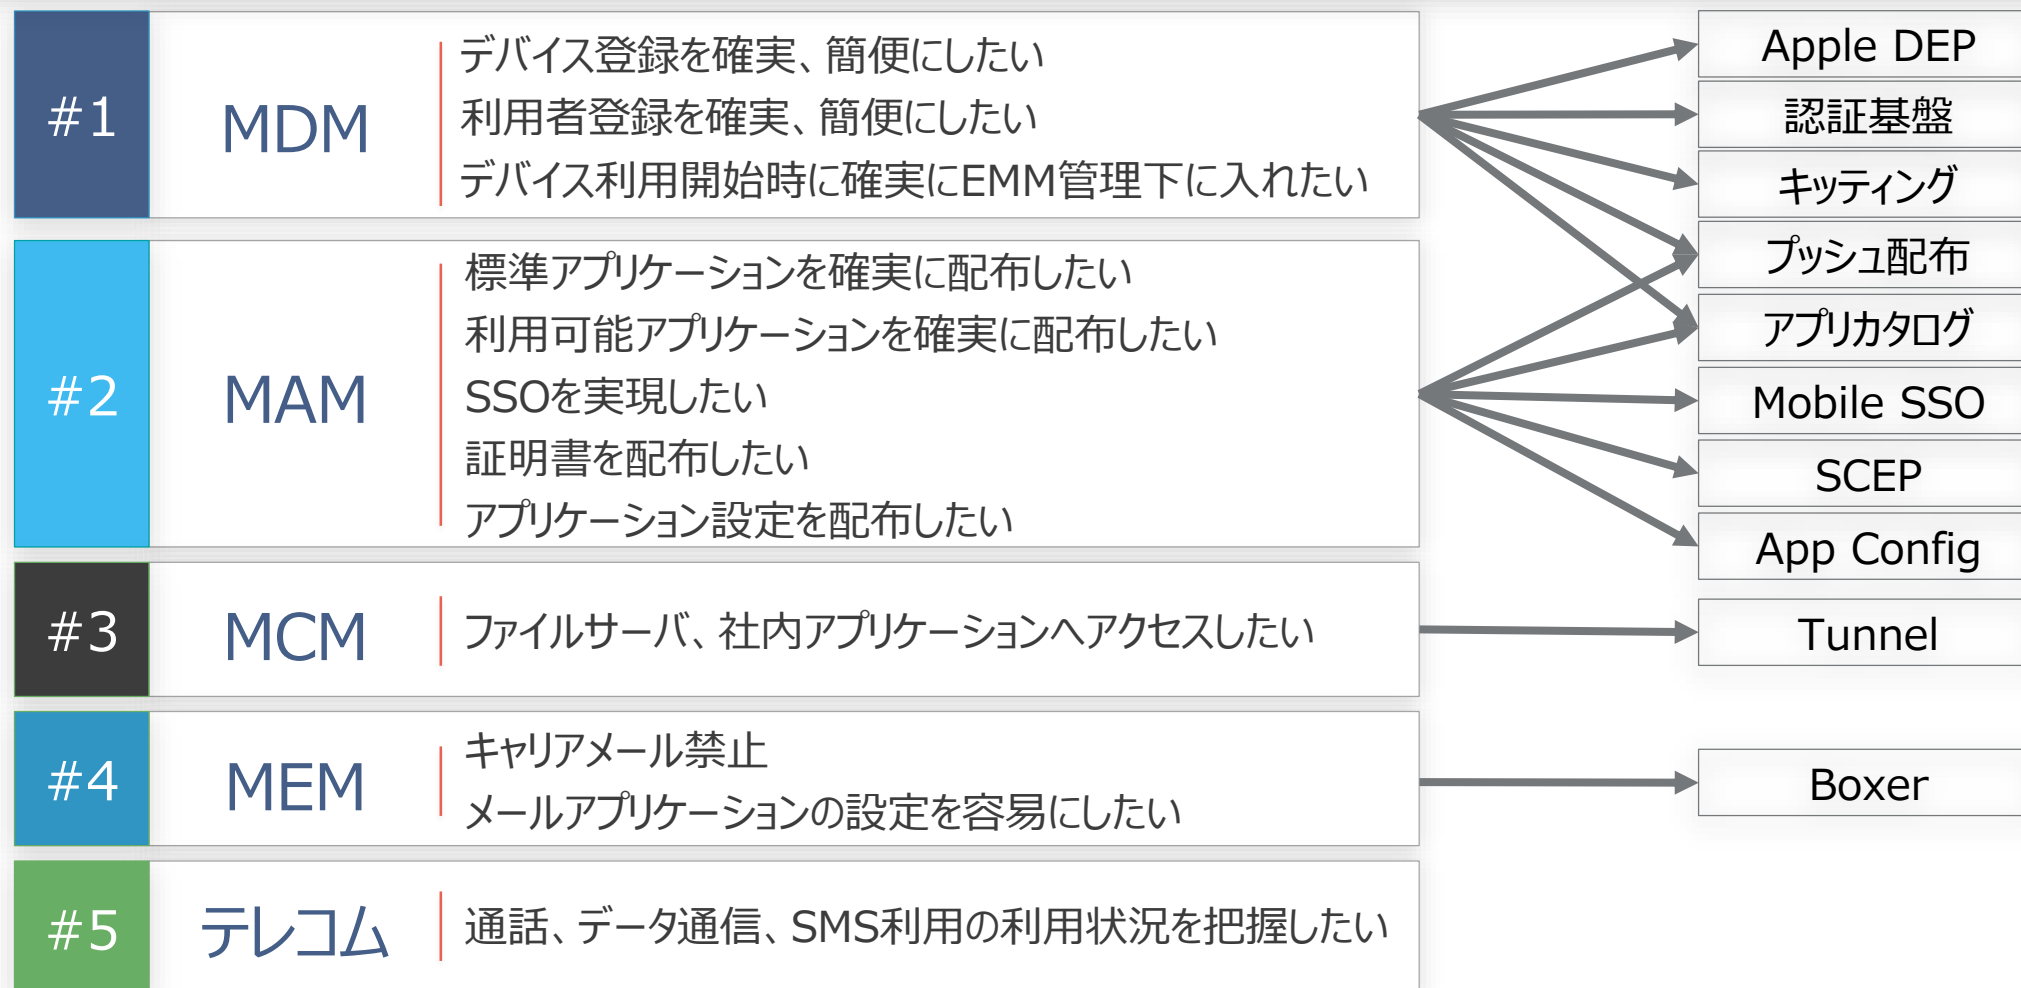 #1
MDM
デバイス登録を確実、簡便にしたい
利用者登録を確実、簡便にしたい
デバイス利用開始時に確実にEMM管理下に入れたい
#2
MAM
標準アプリケーションを確実に配布したい
利用可能アプリケーションを確実に配布したい
SSOを実現したい
証明書を配布したい
アプリケーション設定を配布したい
#3
MCM
ファイルサーバ、社内アプリケーションへアクセスしたい
#4
MEM
キャリアメール禁止
メールアプリケーションの設定を容易にしたい
#5
テレコム
通話、データ通信、SMS利用の利用状況を把握したい
Apple DEP
認証基盤
キッティング
プッシュ配布
アプリカタログ
Mobile SSO
SCEP
App Config
Tunnel
Boxer